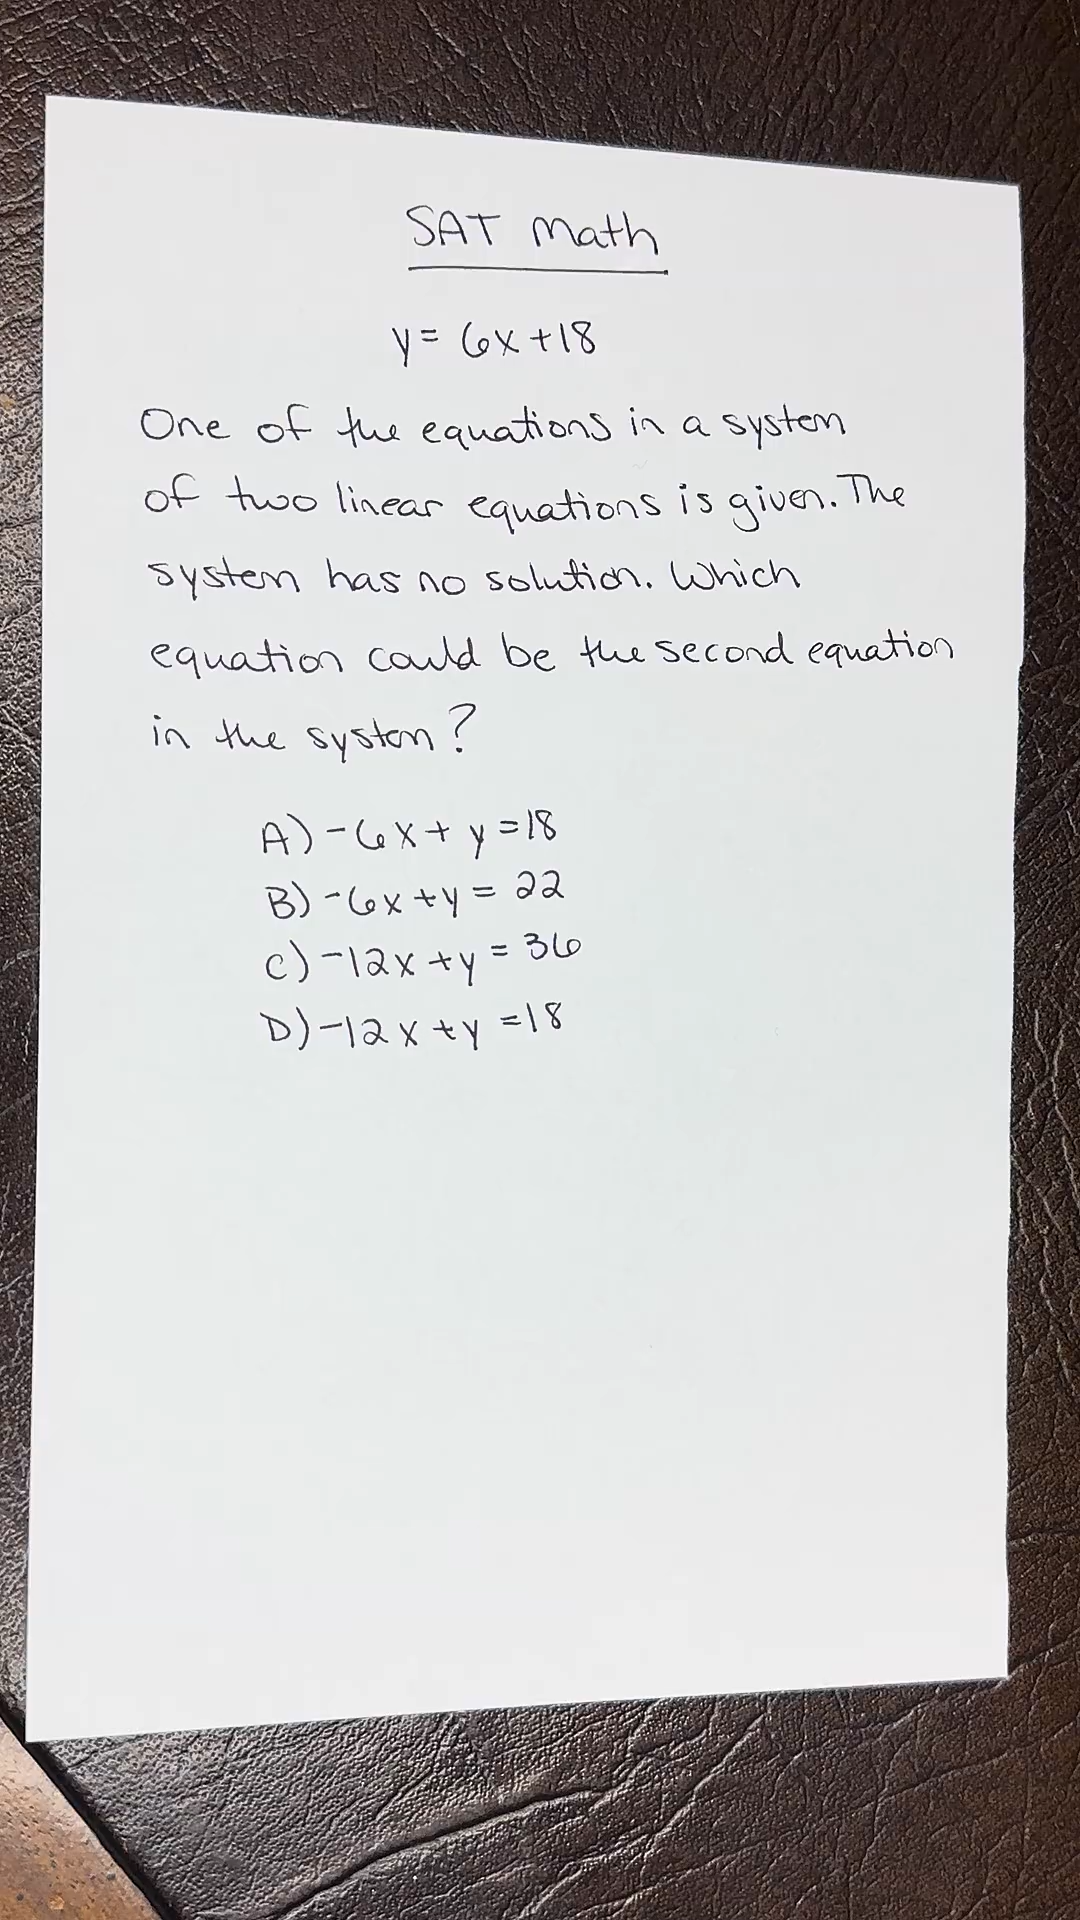 SAT Math
y = 6x + 18
One of the equations in a system
of two linear equations is given. The
system has no solution. Which
equation could be the second equation
in the system?
A) -6x + y = 18
B) -6x + y = 22
C) -12x + y = 36
D) -12x + y = 18